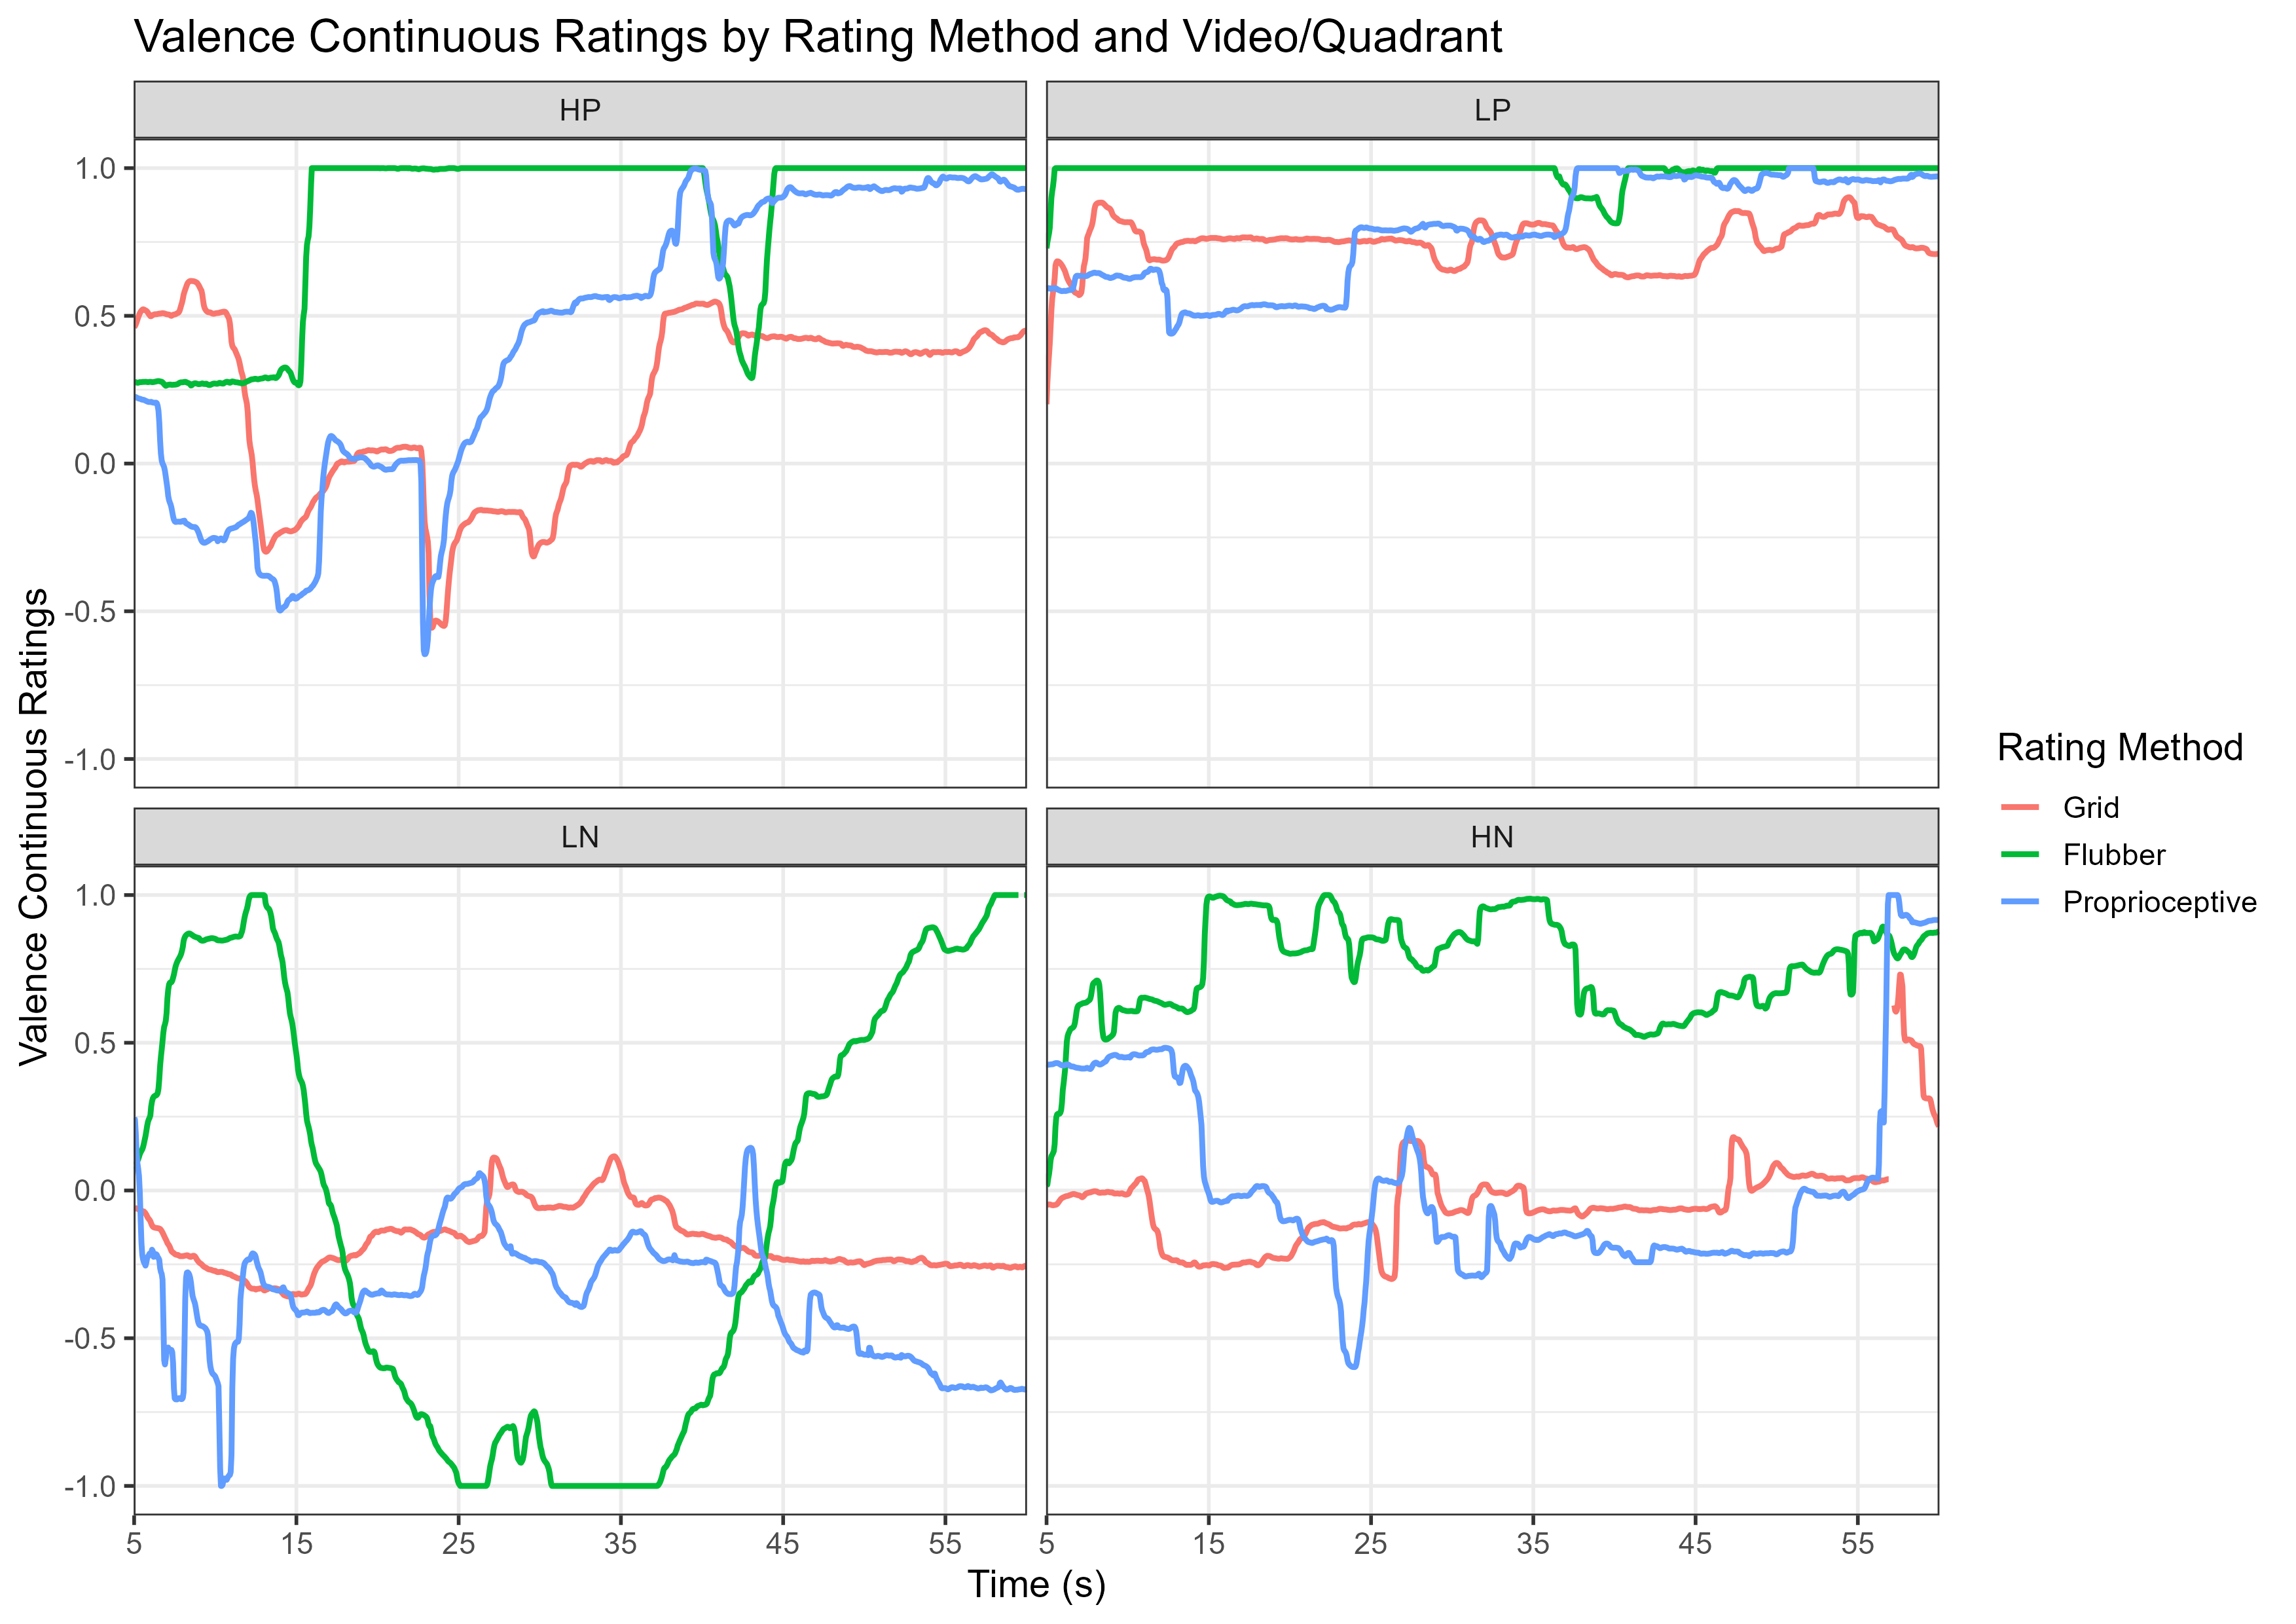 Valence Continuous Ratings by Rating Method and Video/Quadrant
HP
LP
1.0
0.5
0.0
-0.5
-1.0
LN
HN
1.0
0.5
0.0
-0.5
-1.0
Valence Continuous Ratings
5 15 25 35 45 55
5 15 25 35 45 55
Time (s)
Rating Method
Grid
Flubber
Proprioceptive